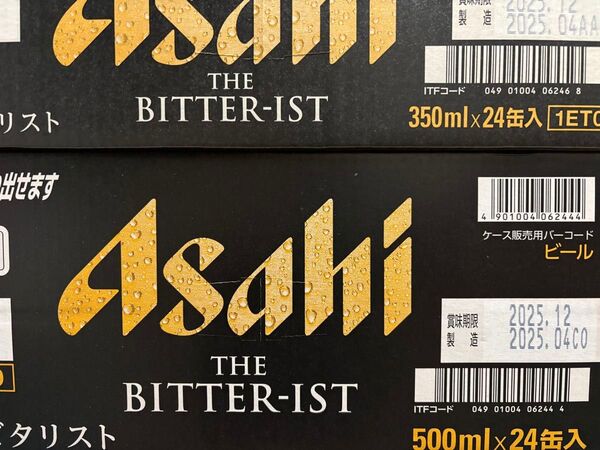 Asahi
THE
BITTER-IST
タリスト
賞味期限 2025.12
製造 2025.04AA
ITFコード 049 01004 06246 8
350ml×24缶入
出せます
Asahi
THE
BITTER-IST
タリスト
4 901004 062444
ケース販売用バーコード
ビール
賞味期限 2025.12
製造 2025.04C0
ITFコード 049 01004 06244 4
500ml×24缶入